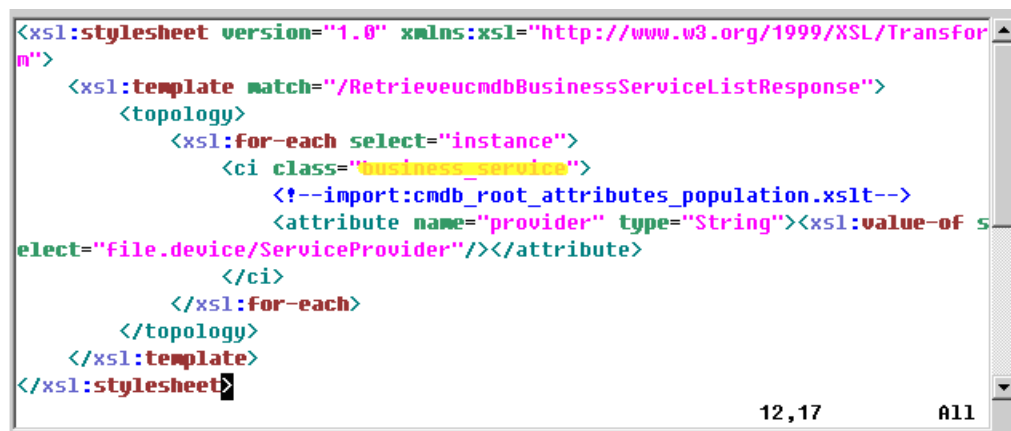 <xsl:stylesheet version="1.0" xmlns:xsl="http://www.w3.org/1999/XSL/Transfor
m">
    <xsl:template match="/RetrieveucmdbBusinessServiceListResponse">
        <topology>
            <xsl:for-each select="instance">
                <ci class="business_service">
                    <!--import:cmdb_root_attributes_population.xslt-->
                    <attribute name="provider" type="String"><xsl:value-of s
elect="file.device/ServiceProvider"/></attribute>
                </ci>
            </xsl:for-each>
        </topology>
    </xsl:template>
</xsl:stylesheet>
12,17 All